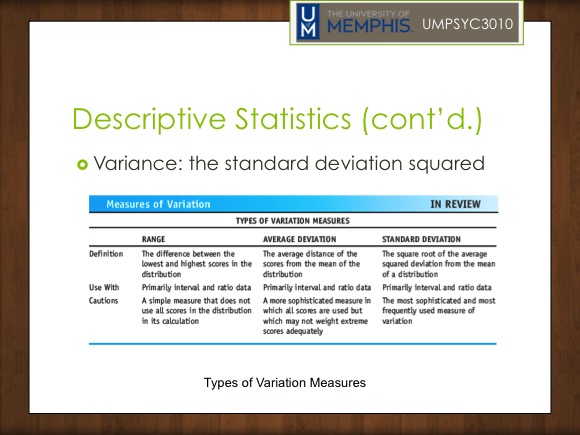 UM THE UNIVERSITY OF MEMPHIS. UMPSYC3010
Descriptive Statistics (cont'd.)
Variance: the standard deviation squared
Measures of Variation IN REVIEW
TYPES OF VARIATION MEASURES
RANGE AVERAGE DEVIATION STANDARD DEVIATION
Definition The difference between the The average distance of the The square root of the average
lowest and highest scores in the scores from the mean of the squared deviation from the mean
distribution distribution of a distribution
Use With Primarily interval and ratio data Primarily interval and ratio data Primarily interval and ratio data
Cautions A simple measure that does not A more sophisticated measure in The most sophisticated and most
use all scores in the distribution which all scores are used but frequently used measure of
in its calculation which may not weight extreme variation
scores adequately
Types of Variation Measures